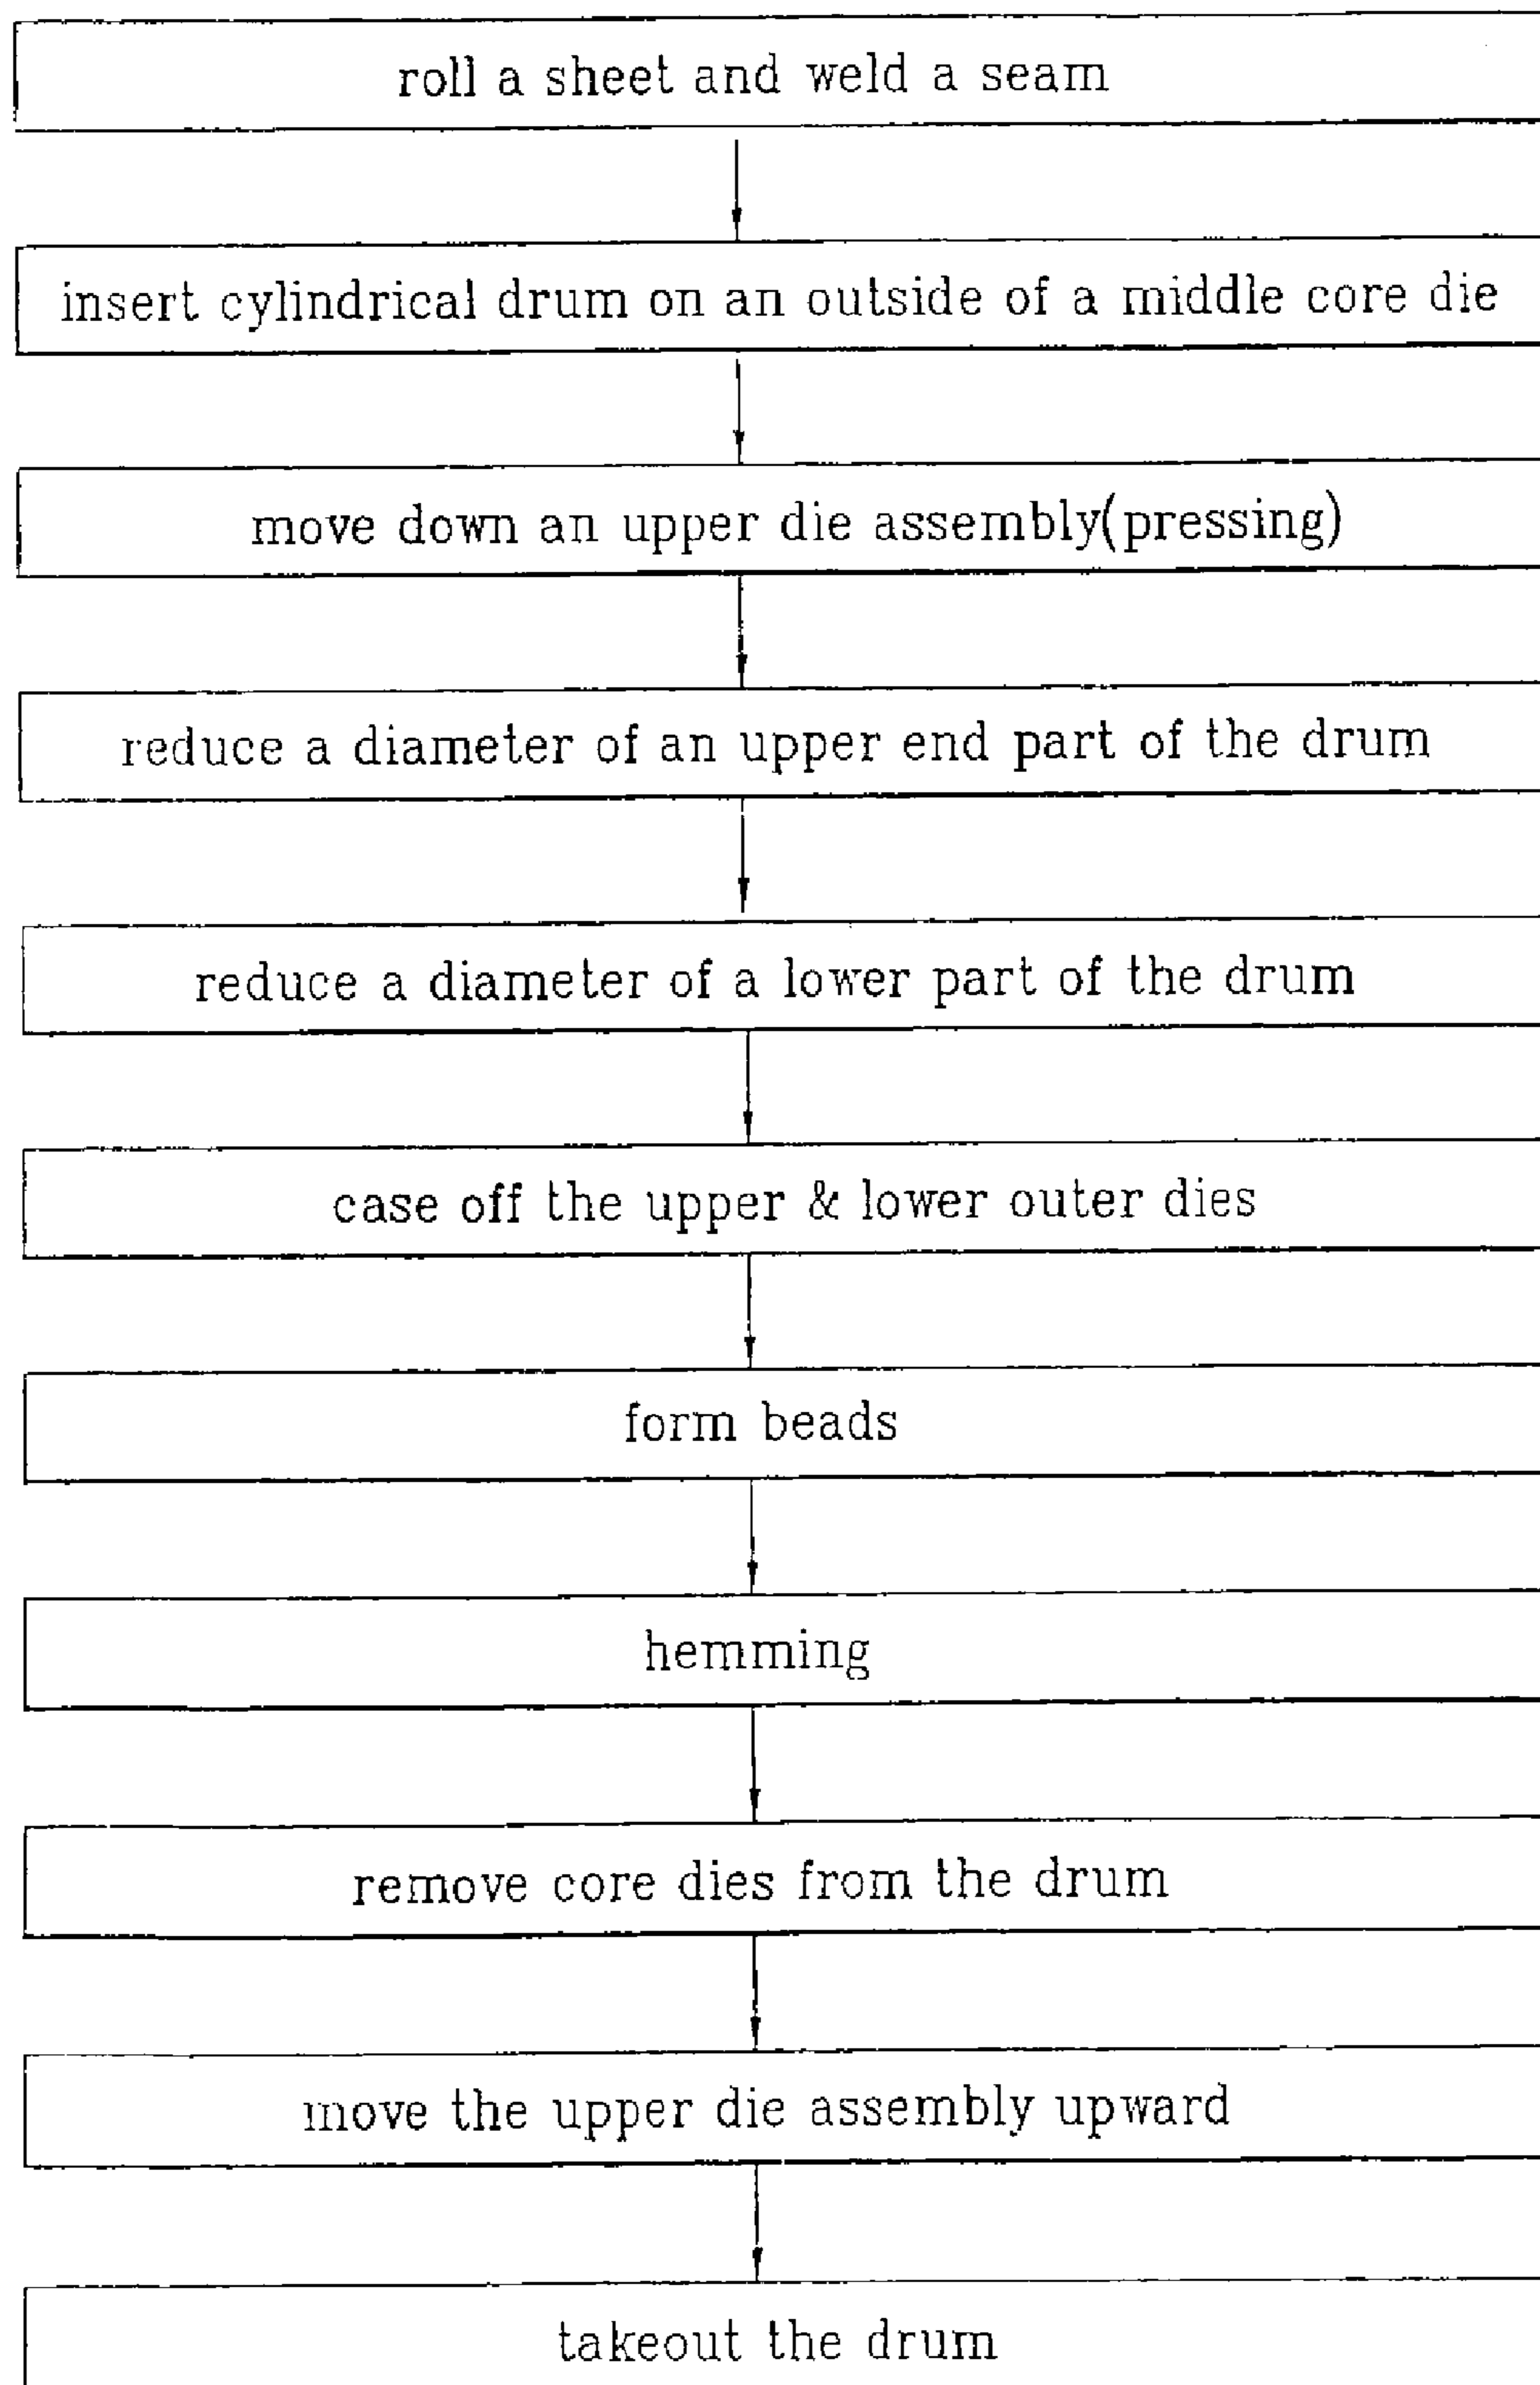 roll a sheet and weld a seam
insert cylindrical drum on an outside of a middle core die
move down an upper die assembly(pressing)
reduce a diameter of an upper end part of the drum
reduce a diameter of a lower part of the drum
case off the upper & lower outer dies
form beads
hemming
remove core dies from the drum
move the upper die assembly upward
takeout the drum